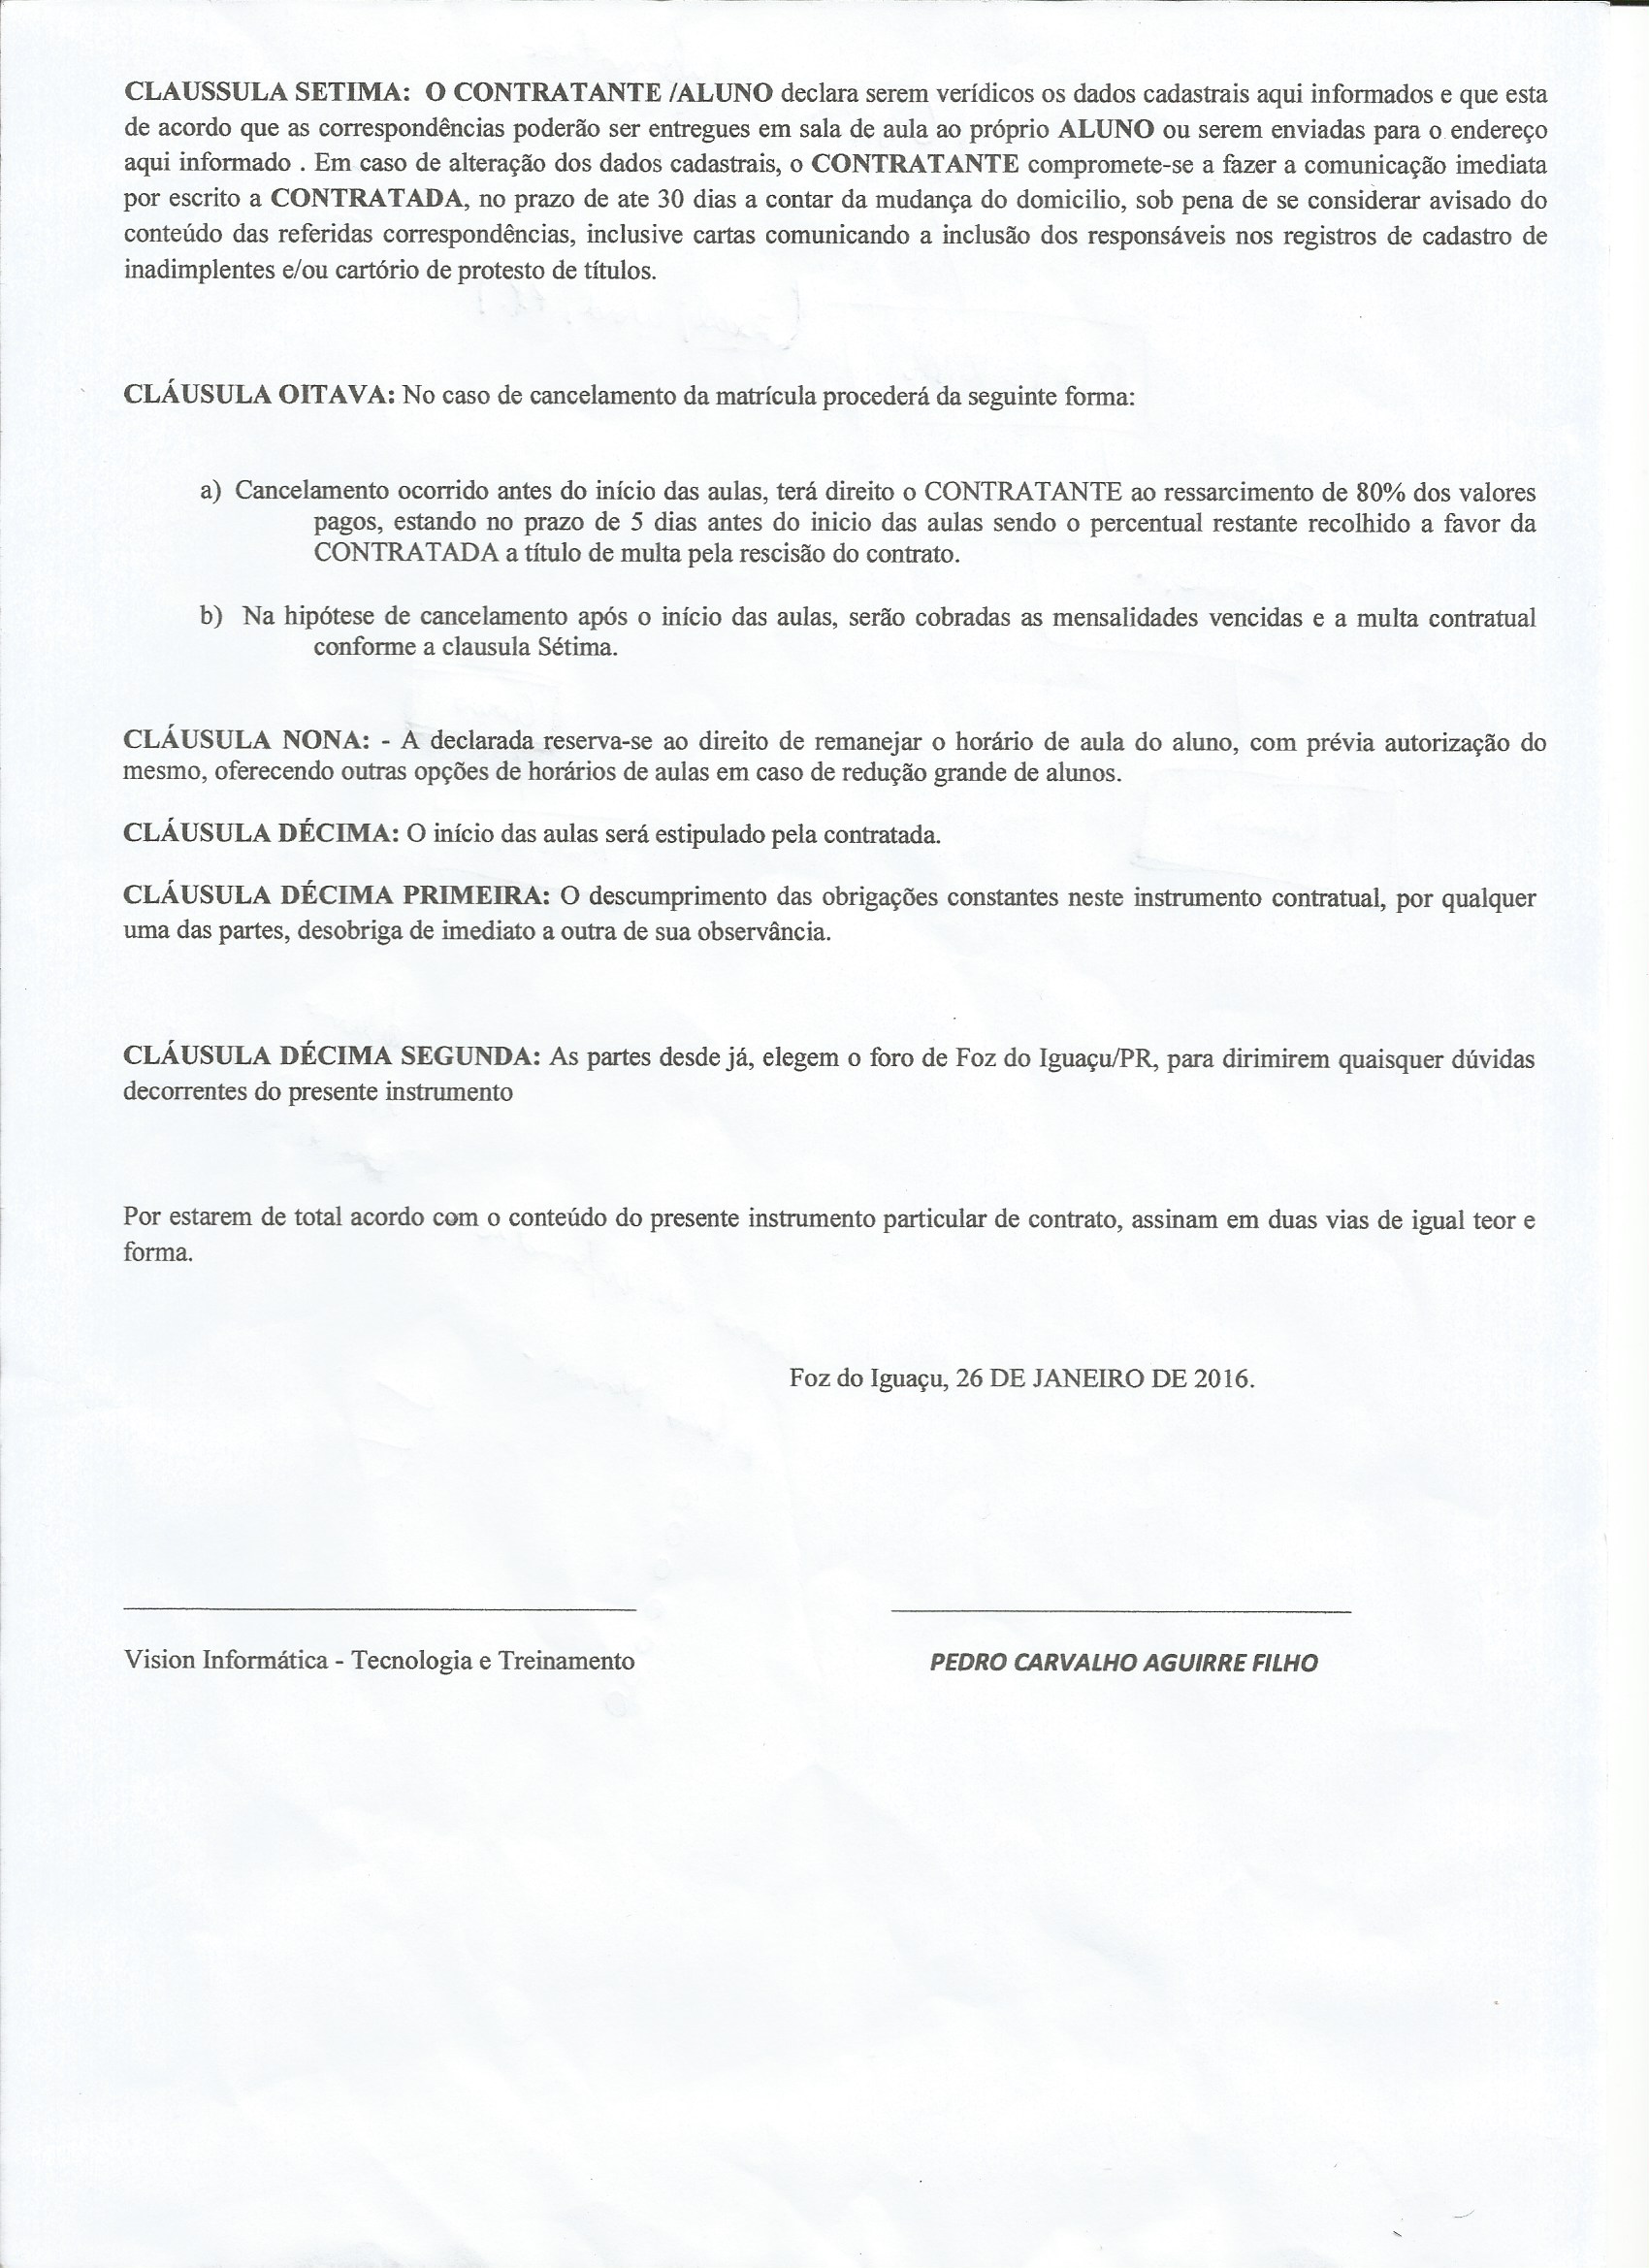 CLAUSSULA SETIMA: O CONTRATANTE /ALUNO declara serem verídicos os dados cadastrais aqui informados e que esta
de acordo que as correspondências poderão ser entregues em sala de aula ao próprio ALUNO ou serem enviadas para o endereço
aqui informado . Em caso de alteração dos dados cadastrais, o CONTRATANTE compromete-se a fazer a comunicação imediata
por escrito a CONTRATADA, no prazo de ate 30 dias a contar da mudança do domicilio, sob pena de se considerar avisado do
conteúdo das referidas correspondências, inclusive cartas comunicando a inclusão dos responsáveis nos registros de cadastro de
inadimplentes e/ou cartório de protesto de títulos.
CLÁUSULA OITAVA: No caso de cancelamento da matrícula procederá da seguinte forma:
a) Cancelamento ocorrido antes do início das aulas, terá direito o CONTRATANTE ao ressarcimento de 80% dos valores
pagos, estando no prazo de 5 dias antes do inicio das aulas sendo o percentual restante recolhido a favor da
CONTRATADA a título de multa pela rescisão do contrato.
b) Na hipótese de cancelamento após o início das aulas, serão cobradas as mensalidades vencidas e a multa contratual
conforme a clausula Sétima.
CLÁUSULA NONA: - A declarada reserva-se ao direito de remanejar o horário de aula do aluno, com prévia autorização do
mesmo, oferecendo outras opções de horários de aulas em caso de redução grande de alunos.
CLÁUSULA DÉCIMA: O início das aulas será estipulado pela contratada.
CLÁUSULA DÉCIMA PRIMEIRA: O descumprimento das obrigações constantes neste instrumento contratual, por qualquer
uma das partes, desobriga de imediato a outra de sua observância.
CLÁUSULA DÉCIMA SEGUNDA: As partes desde já, elegem o foro de Foz do Iguaçu/PR, para dirimirem quaisquer dúvidas
decorrentes do presente instrumento
Por estarem de total acordo com o conteúdo do presente instrumento particular de contrato, assinam em duas vias de igual teor e
forma.
Foz do Iguaçu, 26 DE JANEIRO DE 2016.
Vision Informática - Tecnologia e Treinamento
PEDRO CARVALHO AGUIRRE FILHO